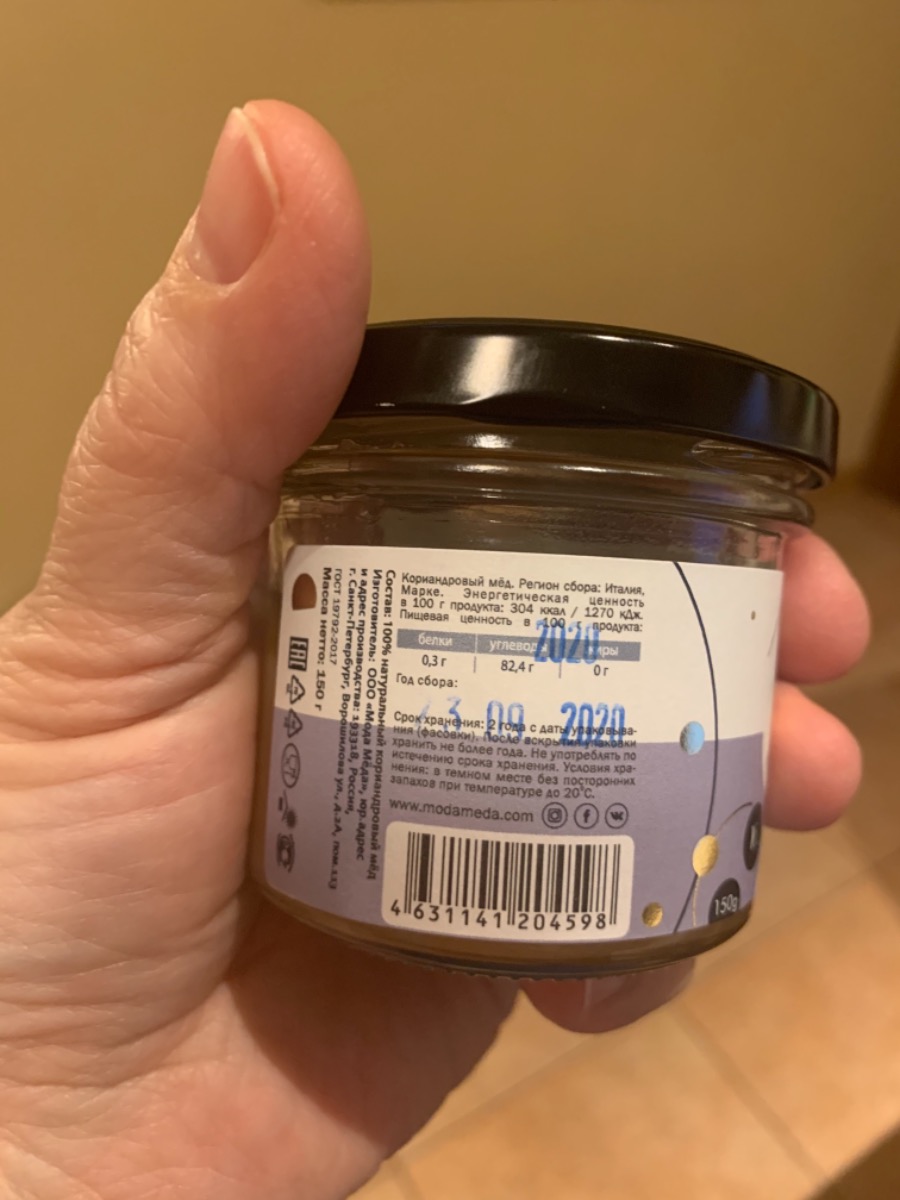 Кориандровый мёд. Регион сбора: Италия,
Марке. Энергетическая ценность
в 100 г продукта: 304 ккал / 1270 кДж.
Пищевая ценность в 100 г продукта:
2020
белки углеводы жиры
0,3 г 82,4 г 0 г
Год сбора:
3 09 2020
Срок хранения: 2 года с даты упаковыва-
ния (фасовки). После вскрытия упаковки
хранить не более года. Не употреблять по
истечению срока хранения. Условия хра-
нения: в темном месте без посторонних
запахов при температуре до 20°C.
www.modameda.com
4 631141 204598
Состав: 100% натуральный кориандровый мёд
Изготовитель: ООО «Мода Мёда», юр.адрес
и адрес производства: 193318, Россия,
г. Санкт-Петербург, Ворошилова ул., д.2А, пом.113
ГОСТ 19792-2017
Масса нетто: 150 г
EAC
150g